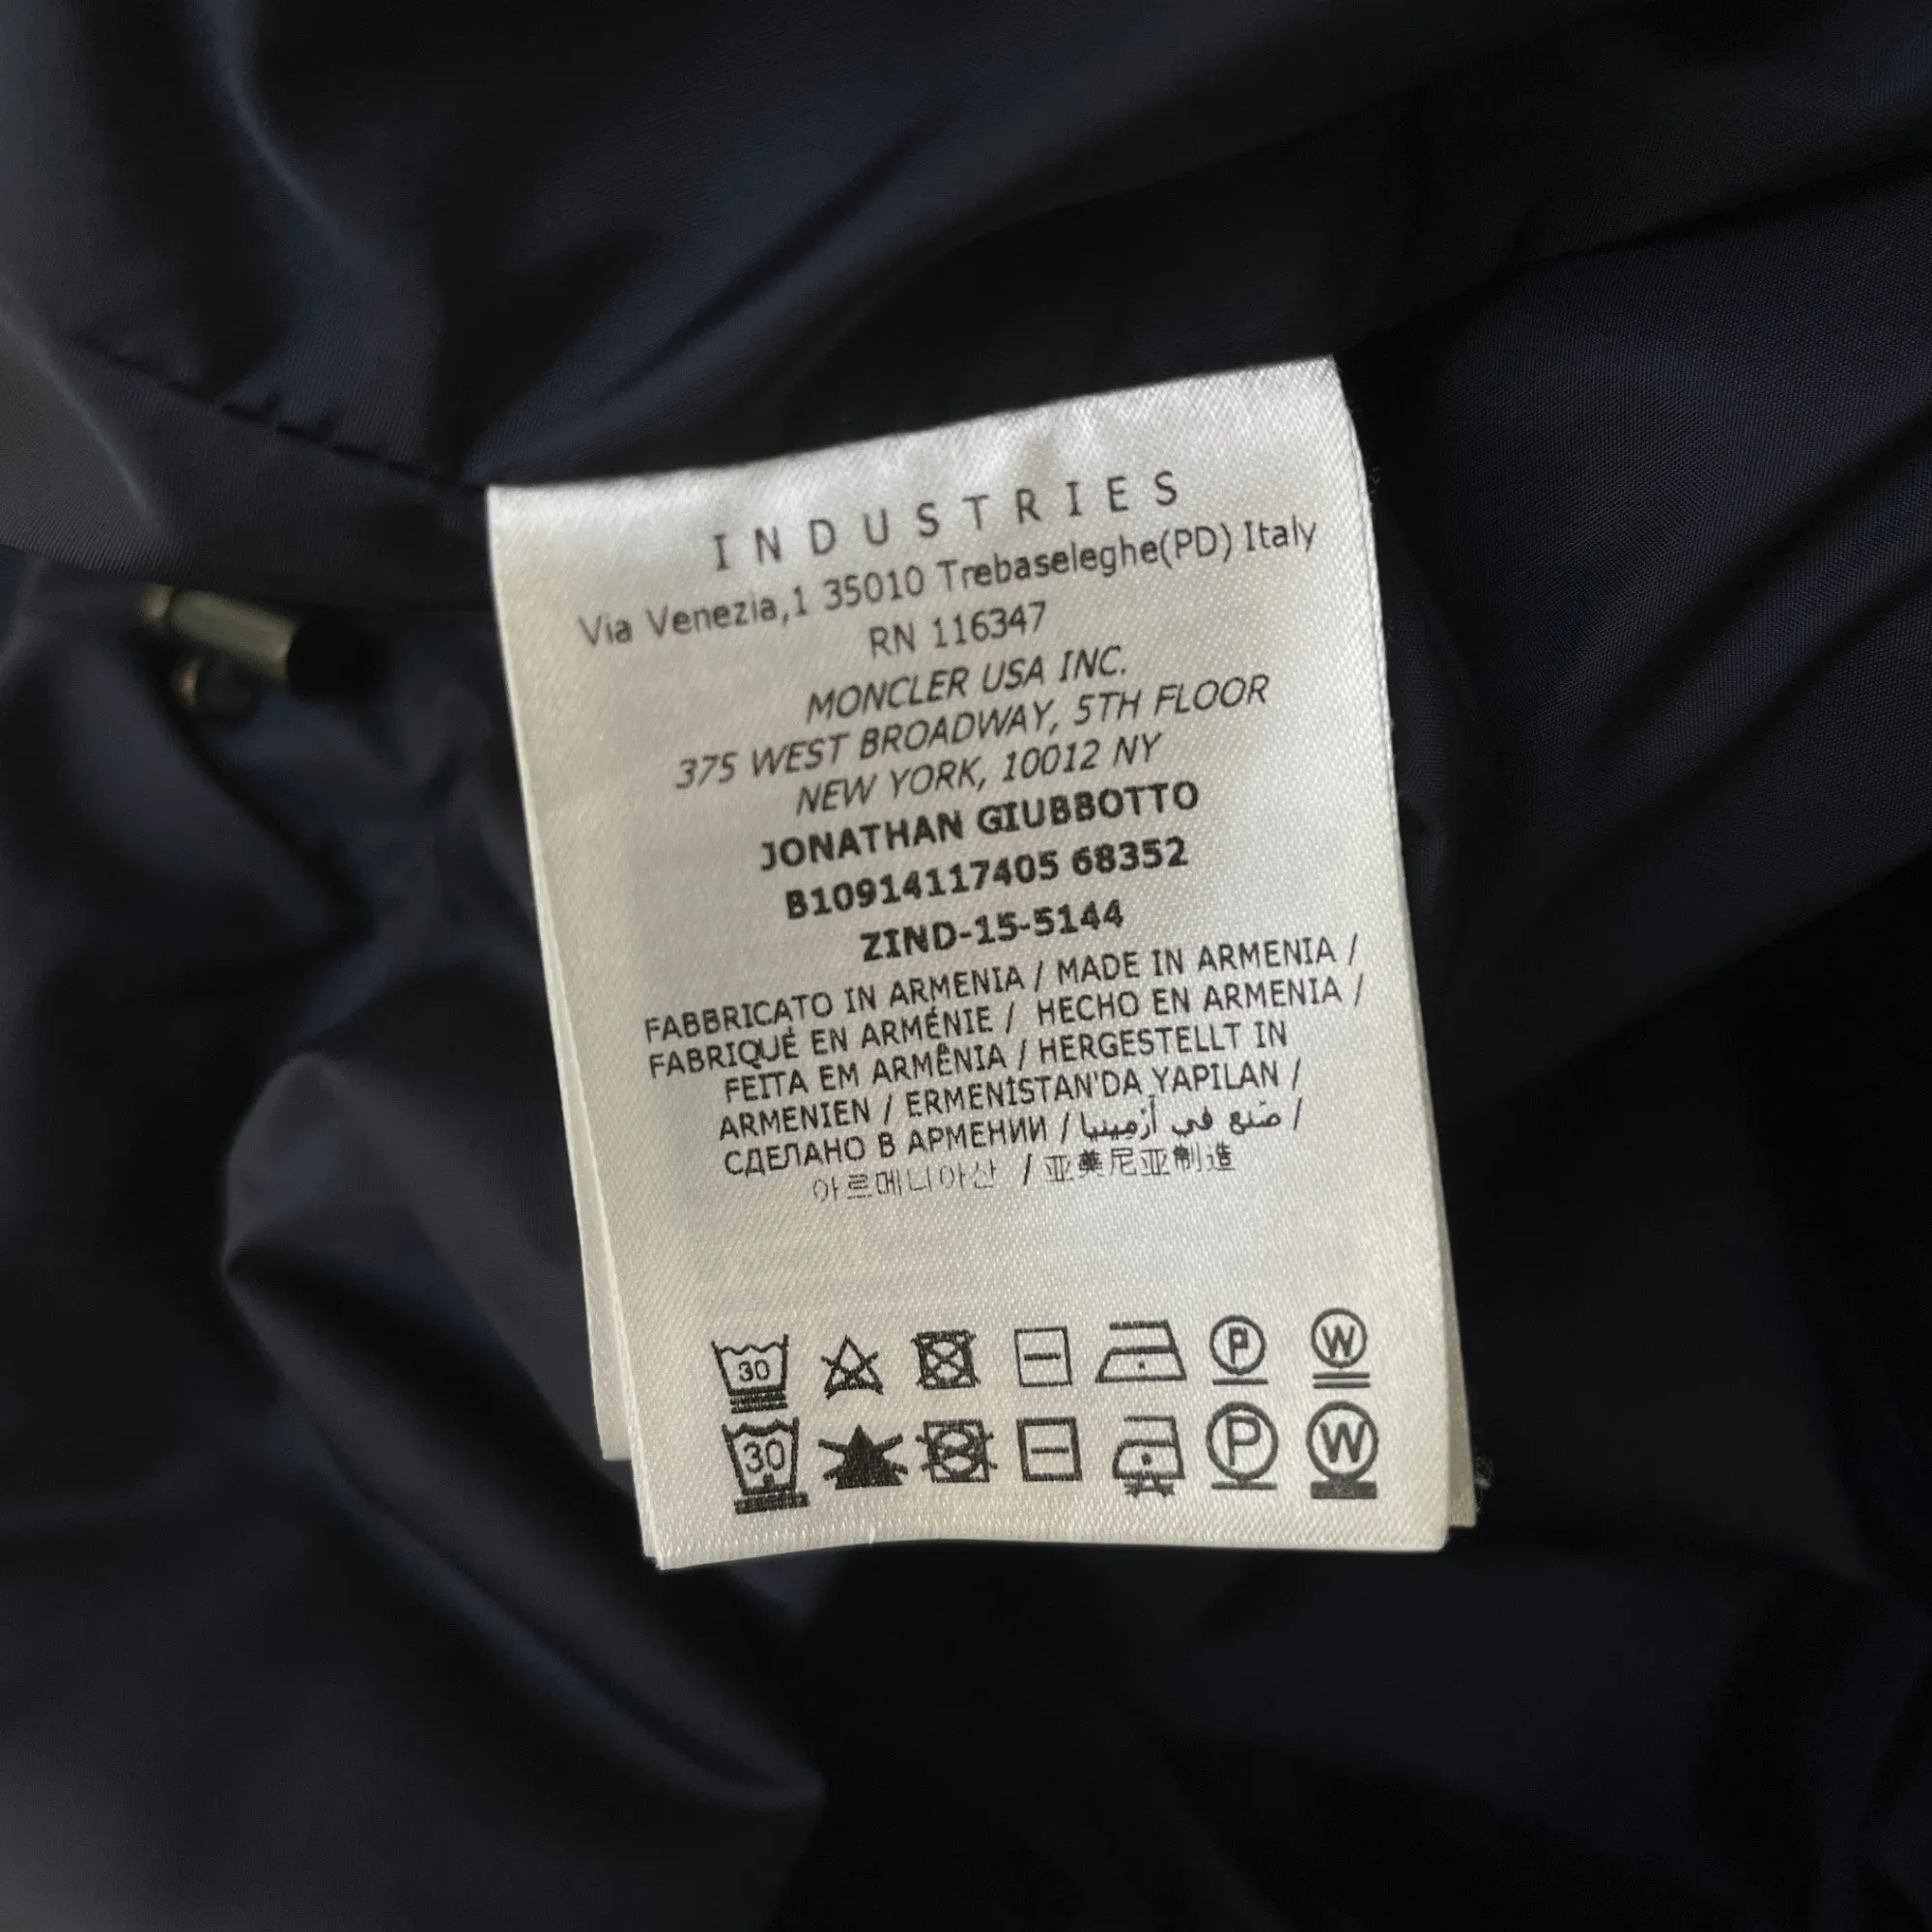 INDUSTRIES
Via Venezia,1 35010 Trebaseleghe(PD) Italy
RN 116347
MONCLER USA INC.
375 WEST BROADWAY, 5TH FLOOR
NEW YORK, 10012 NY
JONATHAN GIUBBOTTO
B10914117405 68352
ZIND-15-5144
FABBRICATO IN ARMENIA / MADE IN ARMENIA /
FABRIQUÉ EN ARMÉNIE / HECHO EN ARMENIA /
FEITA EM ARMÊNIA / HERGESTELLT IN
ARMENIEN / ERMENİSTAN'DA YAPILAN /
СДЕЛАНО В АРМЕНИИ / صنع في أرمينيا /
아르메니아산 / 亚美尼亚制造
30 P W
30 P W